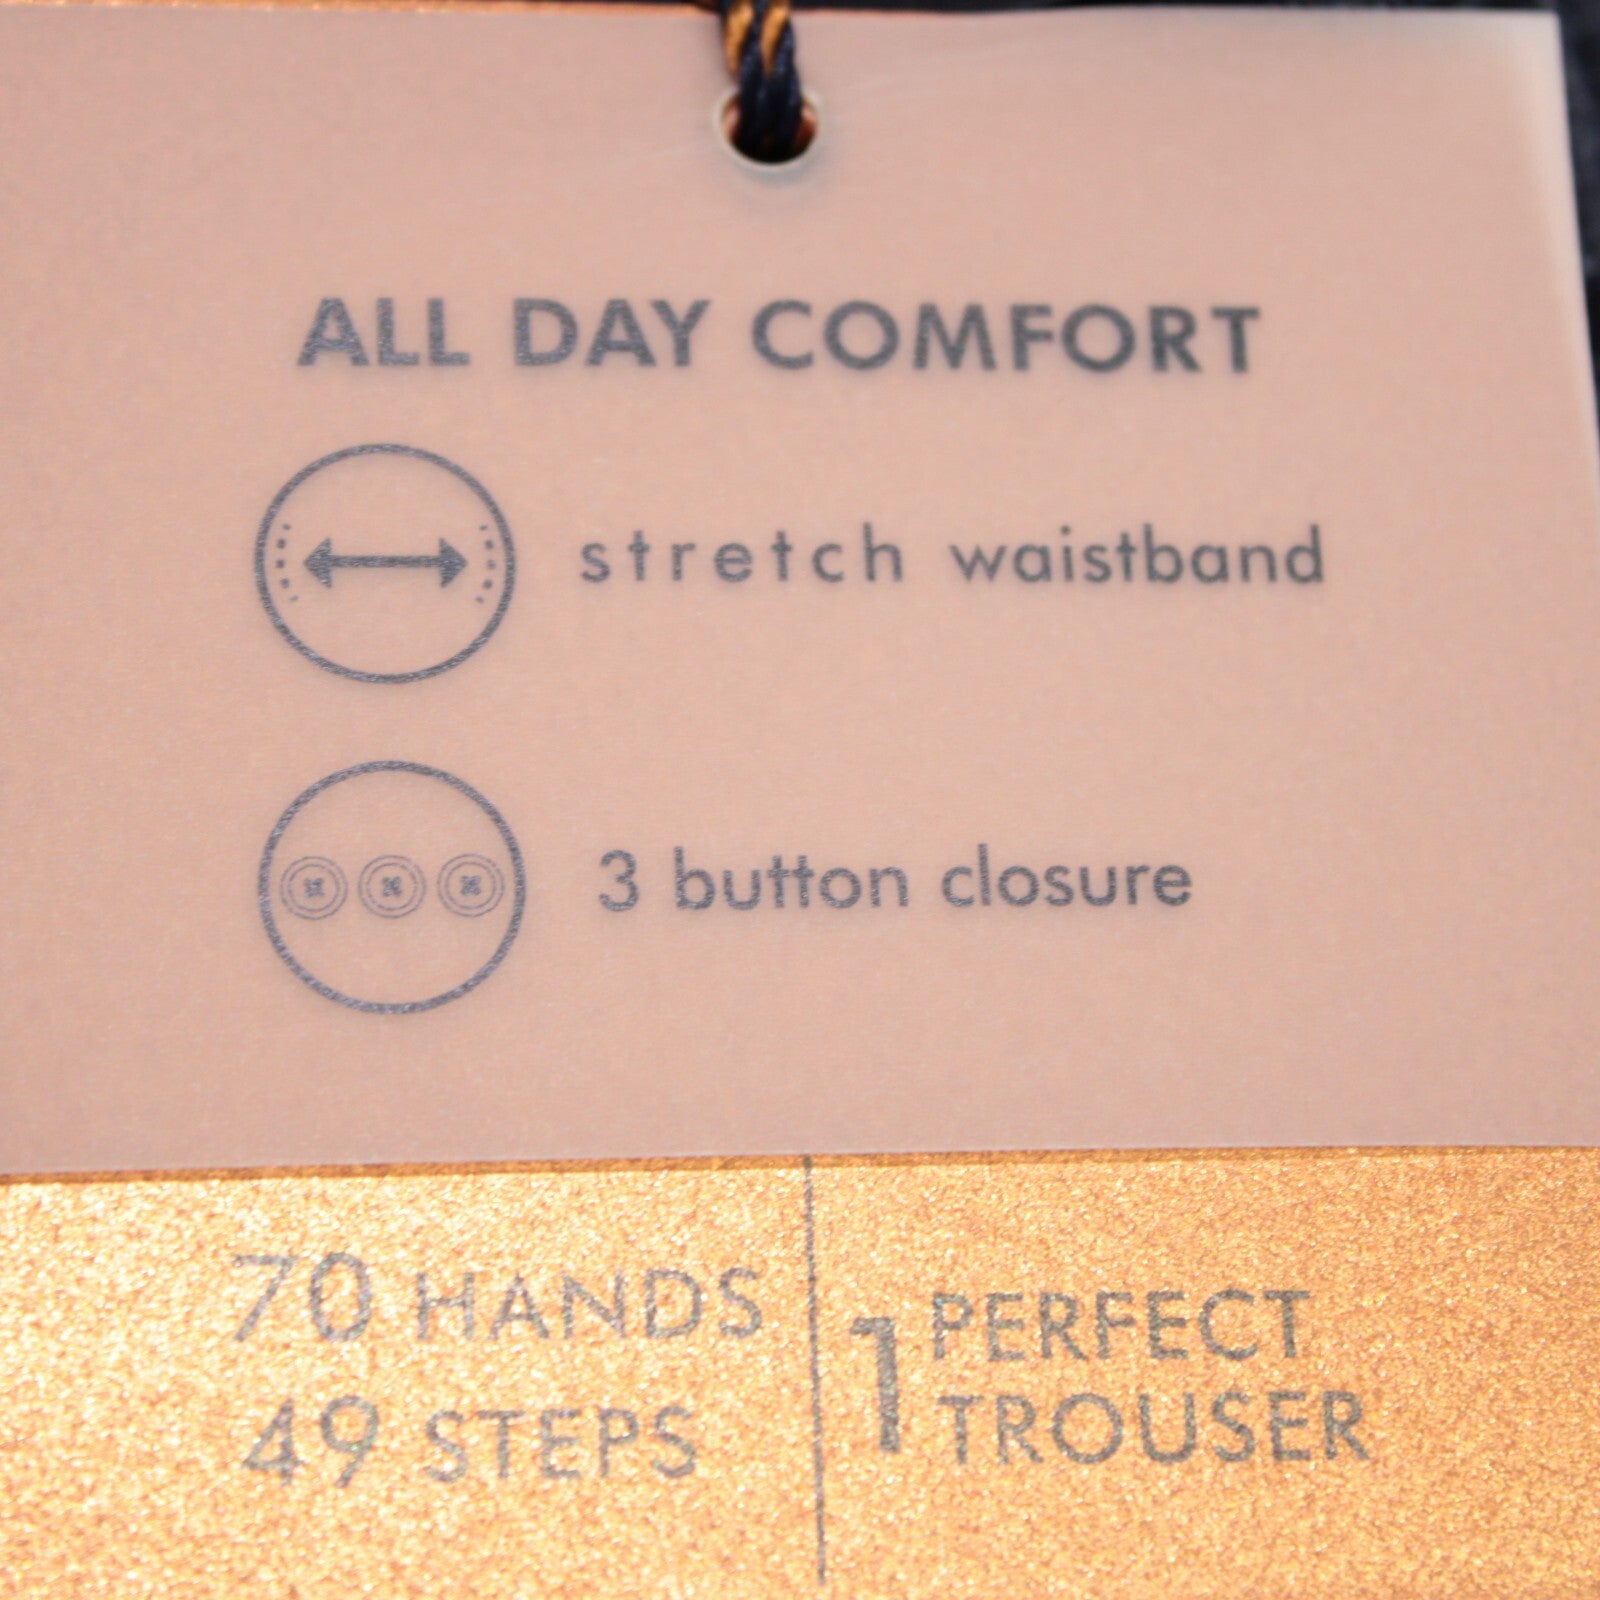 ALL DAY COMFORT
stretch waistband
3 button closure
70 HANDS
49 STEPS
1 PERFECT
TROUSER